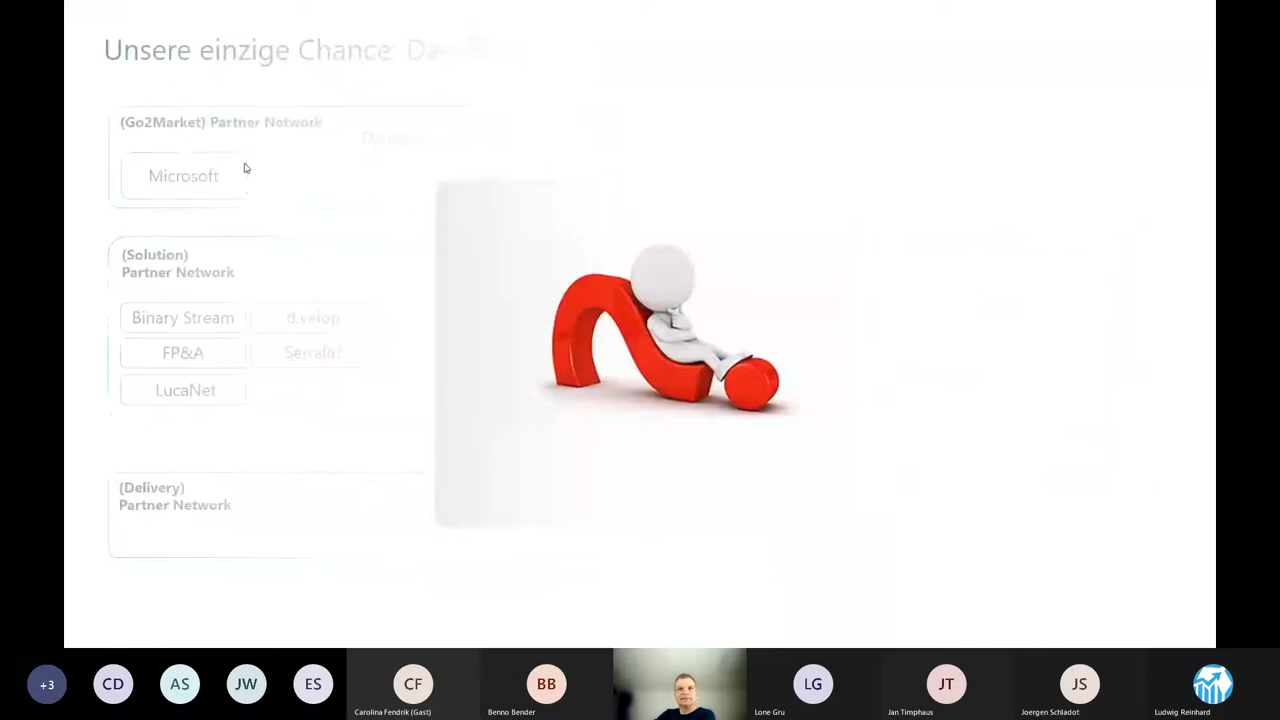 Unsere einzige Chance:
(Go2Market) Partner Network
Microsoft
(Solution)
Partner Network
Binary Stream
d.velop
FP&A
Serrala?
LucaNet
(Delivery)
Partner Network
+3
CD
AS
JW
ES
CF
BB
LG
JT
JS
Carolina Fendrik (Gast)
Benno Bender
Lone Gru
Jan Timphaus
Joergen Schladot
Ludwig Reinhard